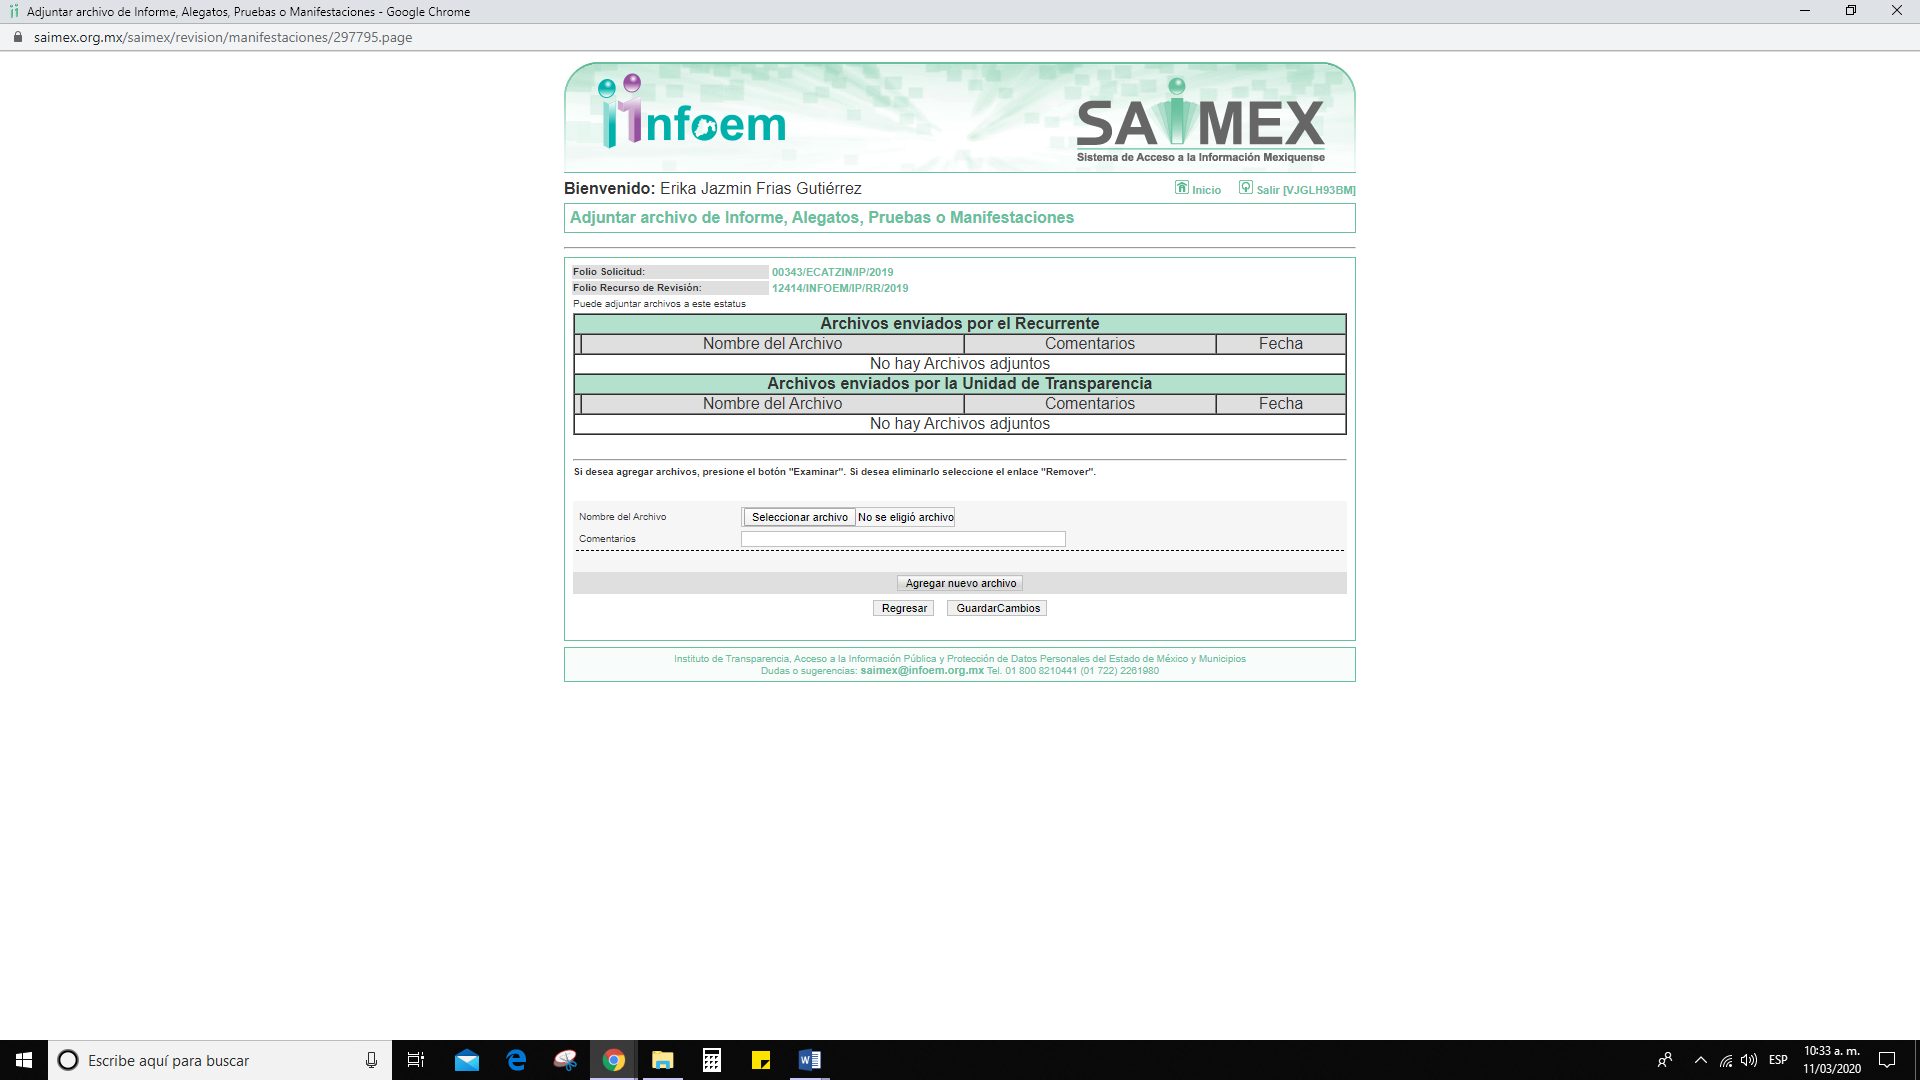 Adjuntar archivo de Informe, Alegatos, Pruebas o Manifestaciones - Google Chrome
saimex.org.mx/saimex/revision/manifestaciones/297795.page
infoem
SAIMEX
Sistema de Acceso a la Información Mexiquense
Bienvenido: Erika Jazmin Frias Gutiérrez
Inicio Salir [VJGLH93BM]
Adjuntar archivo de Informe, Alegatos, Pruebas o Manifestaciones
Folio Solicitud: 00343/ECATZIN/IP/2019
Folio Recurso de Revisión: 12414/INFOEM/IP/RR/2019
Puede adjuntar archivos a este estatus
Archivos enviados por el Recurrente
Nombre del Archivo Comentarios Fecha
No hay Archivos adjuntos
Archivos enviados por la Unidad de Transparencia
Nombre del Archivo Comentarios Fecha
No hay Archivos adjuntos
Si desea agregar archivos, presione el botón "Examinar". Si desea eliminarlo seleccione el enlace "Remover".
Nombre del Archivo Seleccionar archivo No se eligió archivo
Comentarios
Agregar nuevo archivo
Regresar GuardarCambios
Instituto de Transparencia, Acceso a la Información Pública y Protección de Datos Personales del Estado de México y Municipios
Dudas o sugerencias: saimex@infoem.org.mx Tel. 01 800 8210441 (01 722) 2261980
Escribe aquí para buscar
ESP
10:33 a. m.
11/03/2020